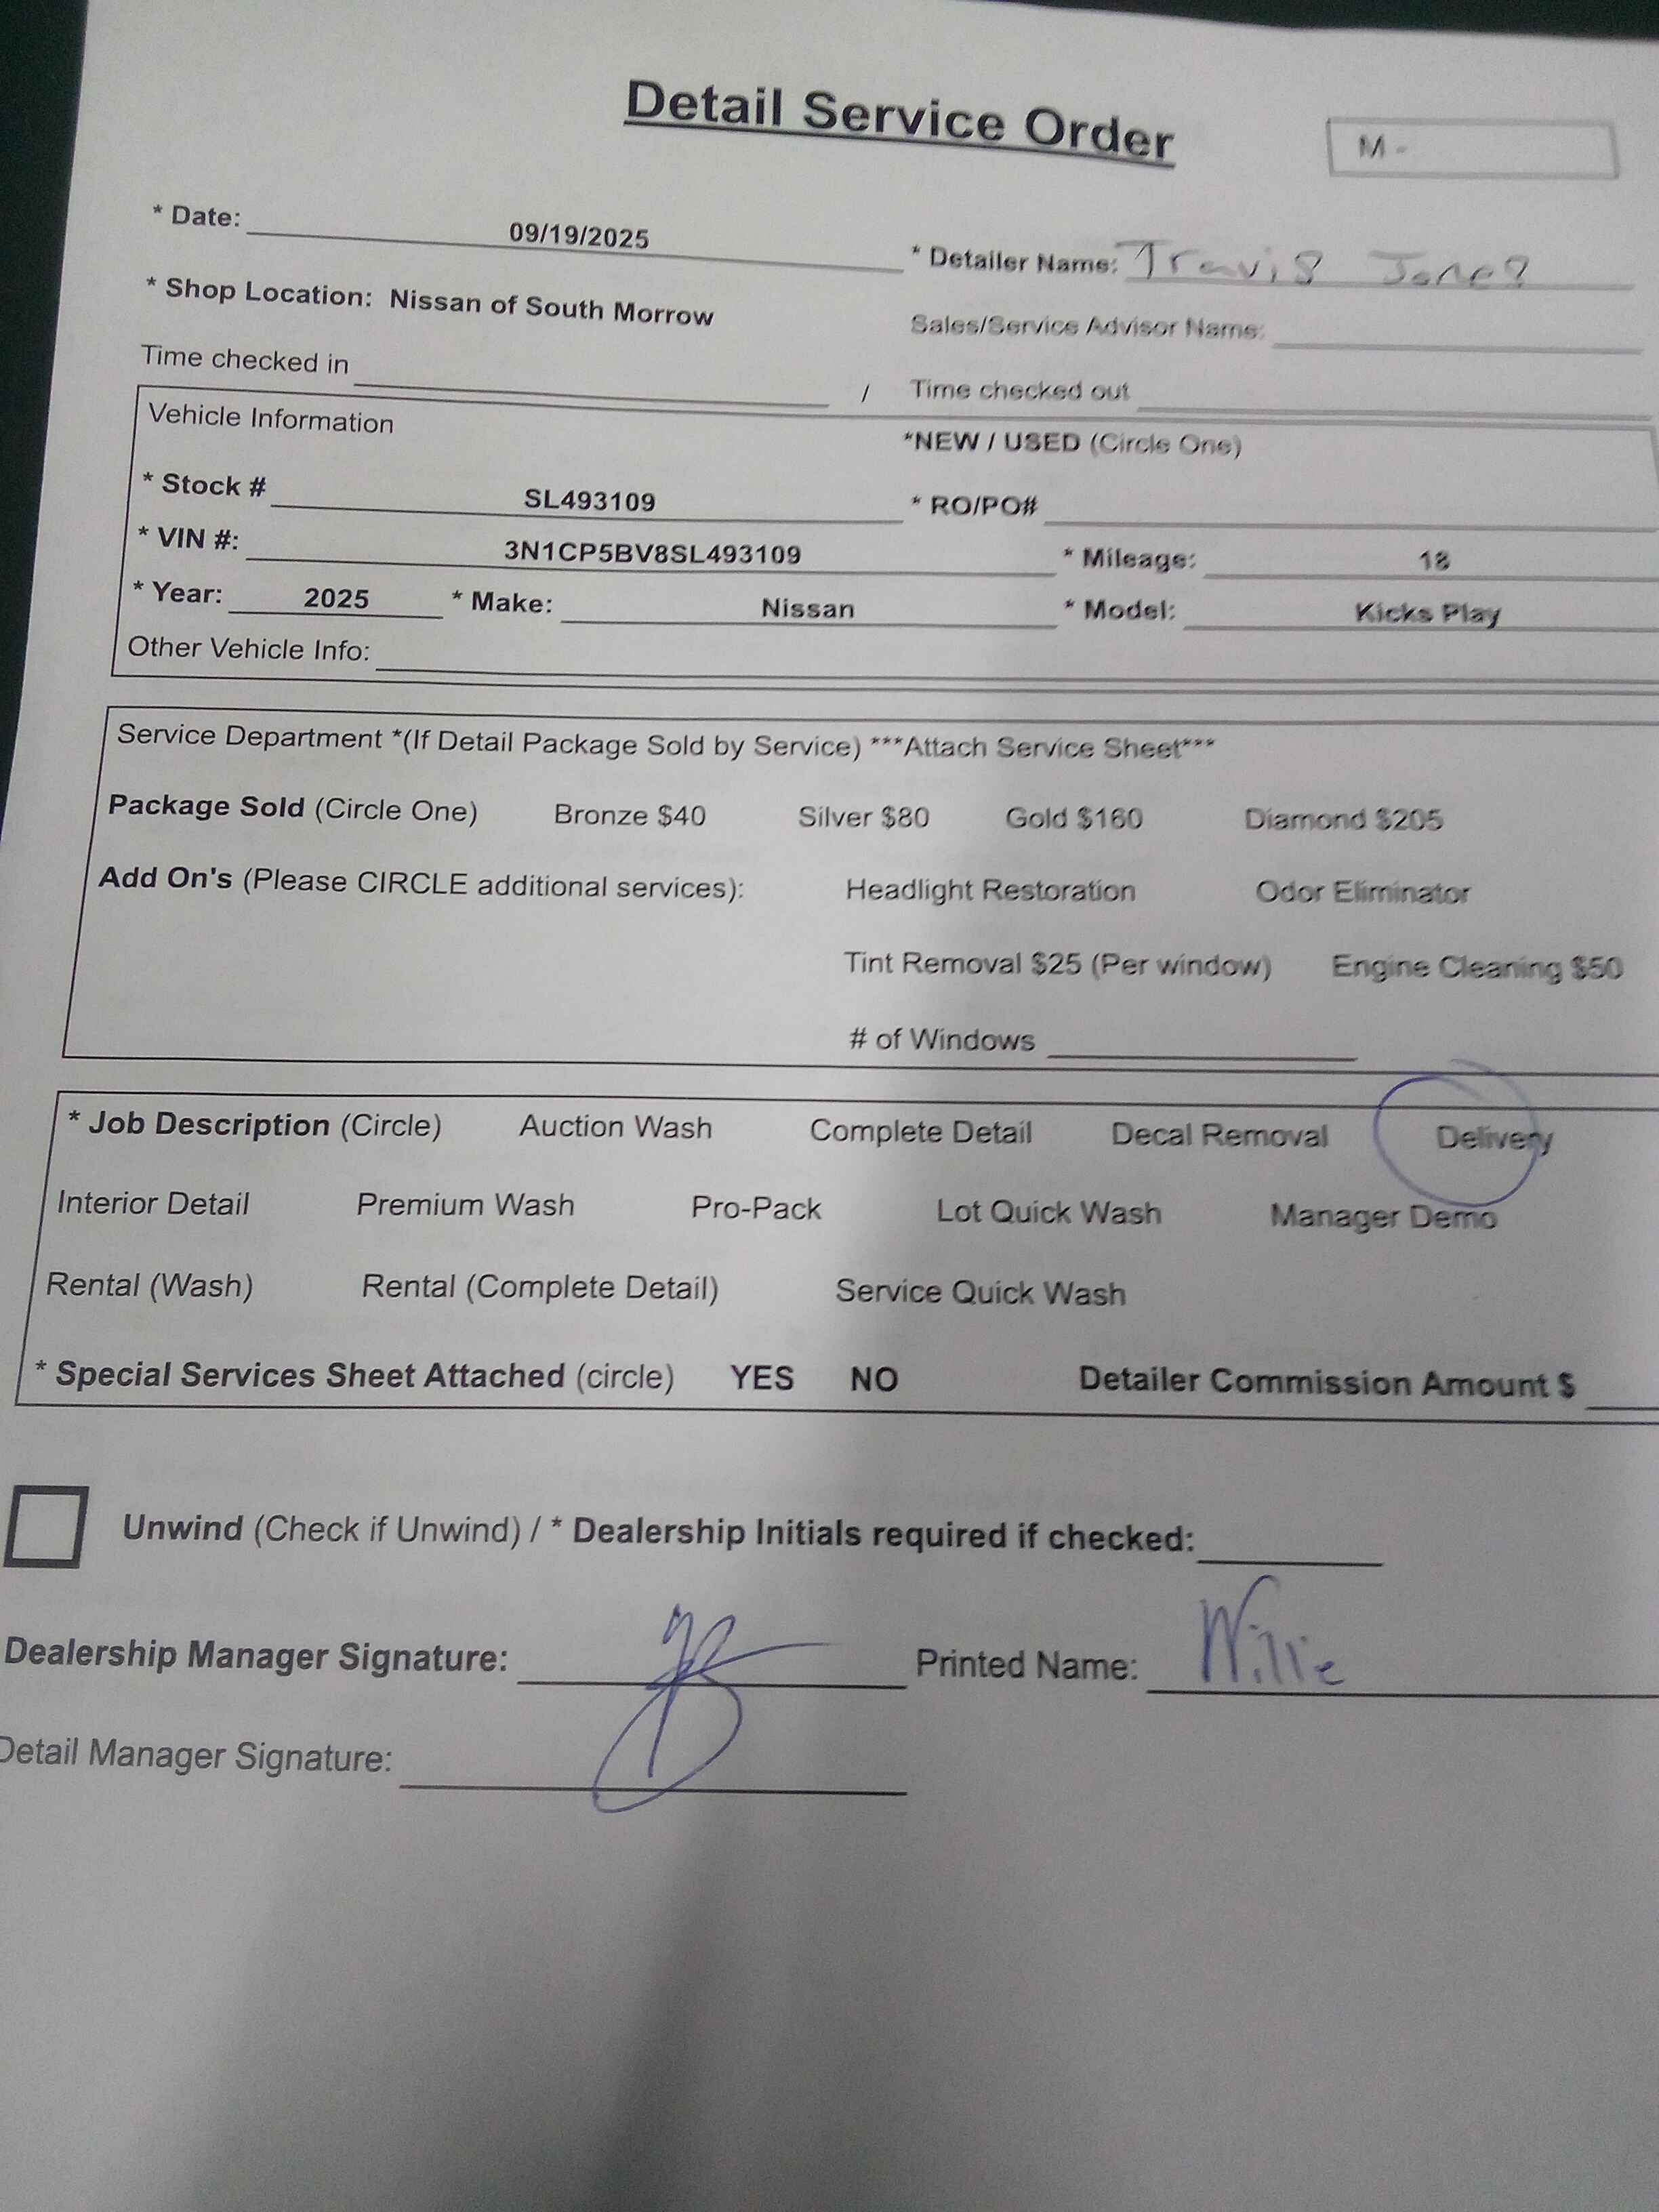 Detail Service Order
M -
* Date: 09/19/2025
* Detailer Name: Travis Jones
* Shop Location: Nissan of South Morrow
Sales/Service Advisor Name:
Time checked in / Time checked out
Vehicle Information
*NEW / USED (Circle One)
* Stock # SL493109 * RO/PO#
* VIN #: 3N1CP5BV8SL493109 * Mileage: 18
* Year: 2025 * Make: Nissan * Model: Kicks Play
Other Vehicle Info:
Service Department *(If Detail Package Sold by Service) ***Attach Service Sheet***
Package Sold (Circle One) Bronze $40 Silver $80 Gold $160 Diamond $205
Add On's (Please CIRCLE additional services): Headlight Restoration Odor Eliminator
Tint Removal $25 (Per window) Engine Cleaning $50
# of Windows
* Job Description (Circle) Auction Wash Complete Detail Decal Removal Delivery
Interior Detail Premium Wash Pro-Pack Lot Quick Wash Manager Demo
Rental (Wash) Rental (Complete Detail) Service Quick Wash
* Special Services Sheet Attached (circle) YES NO Detailer Commission Amount $
Unwind (Check if Unwind) / * Dealership Initials required if checked:
Dealership Manager Signature: Printed Name: Willie
Detail Manager Signature: